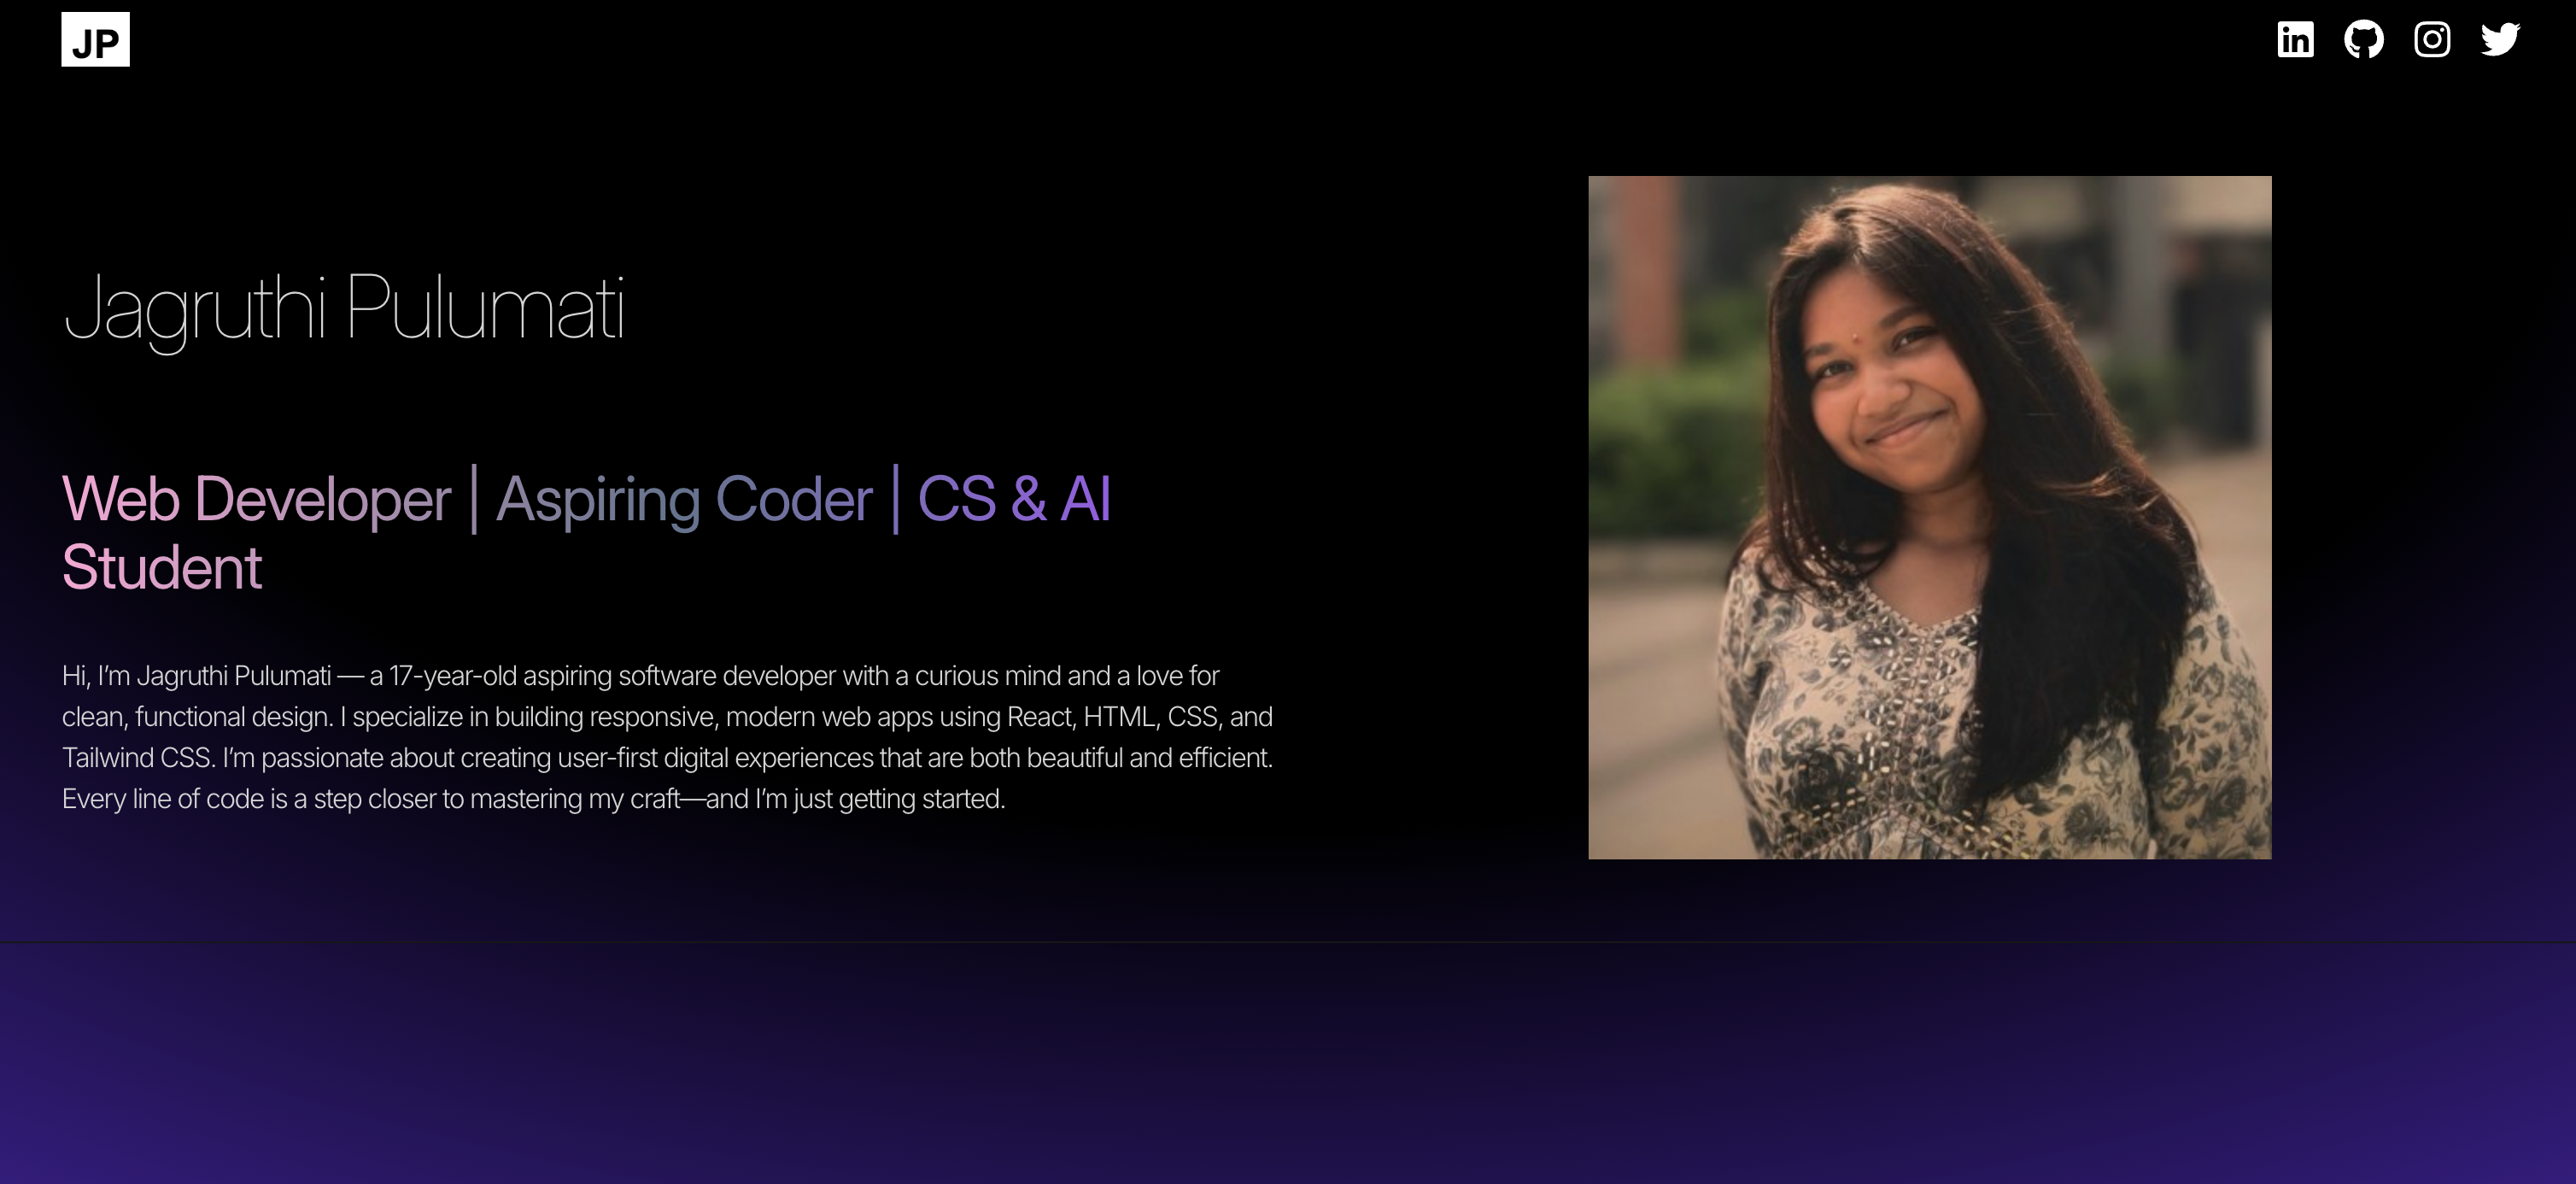 JP
Jagruthi Pulumati
Web Developer | Aspiring Coder | CS & AI
Student
Hi, I’m Jagruthi Pulumati — a 17-year-old aspiring software developer with a curious mind and a love for
clean, functional design. I specialize in building responsive, modern web apps using React, HTML, CSS, and
Tailwind CSS. I’m passionate about creating user-first digital experiences that are both beautiful and efficient.
Every line of code is a step closer to mastering my craft—and I’m just getting started.